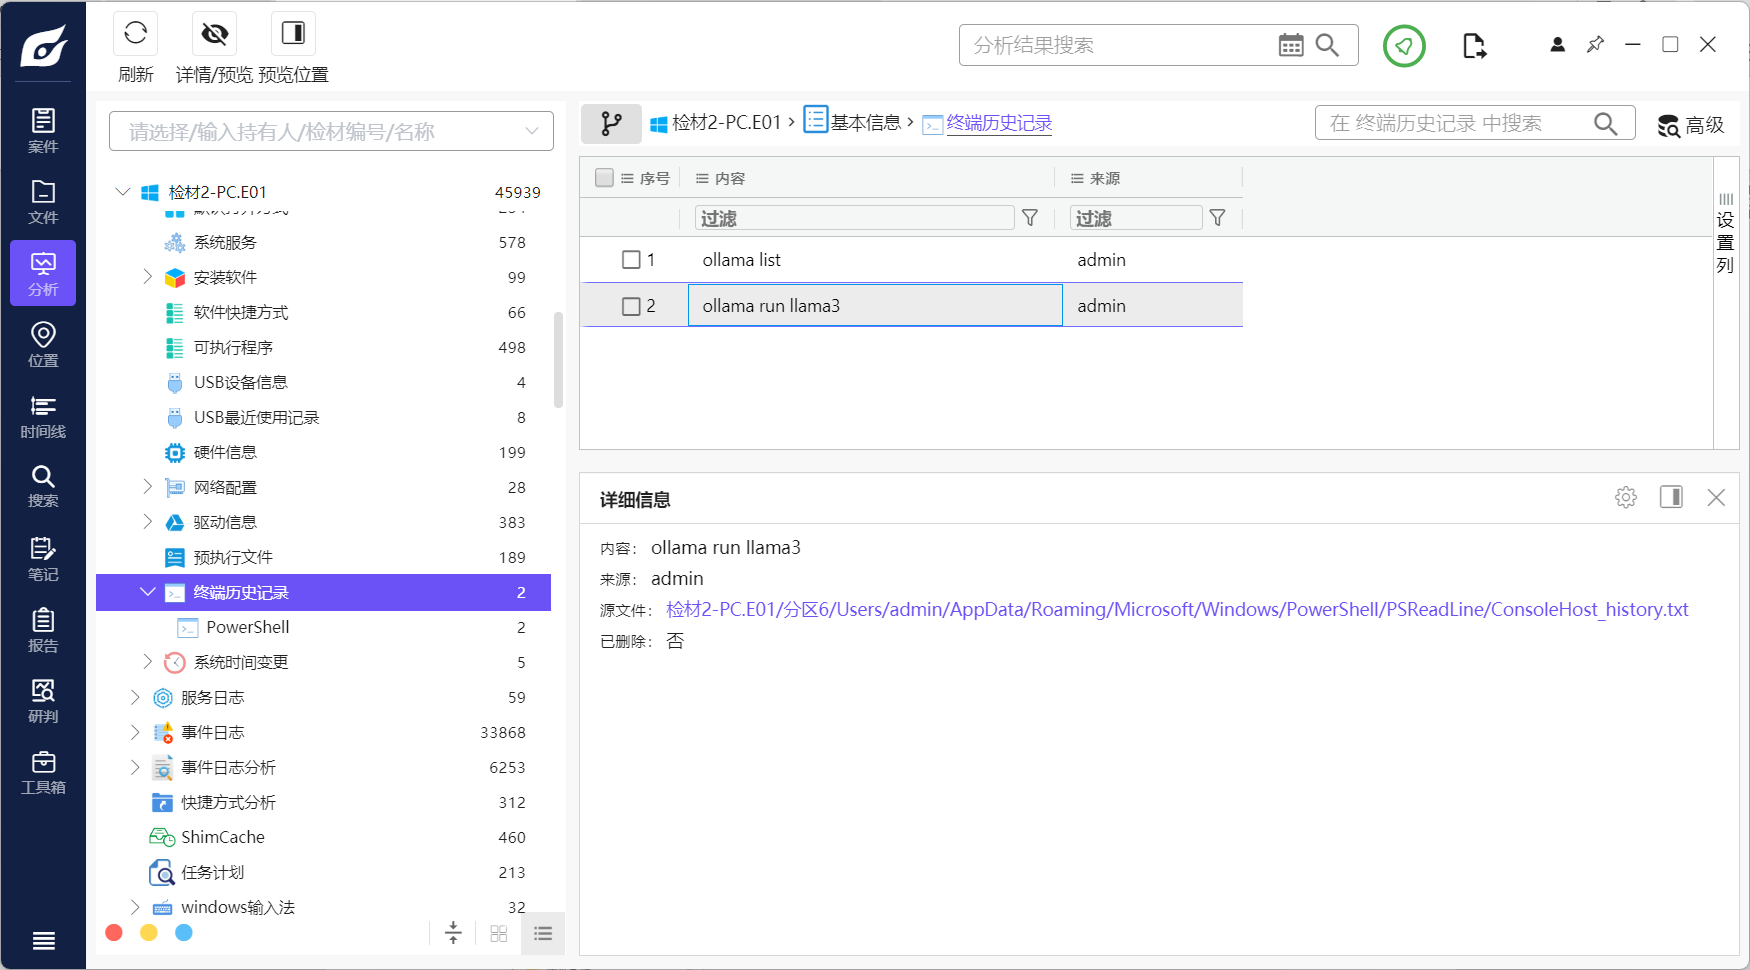 刷新
详情/预览
预览位置
分析结果搜索
案件
文件
分析
位置
时间线
搜索
笔记
报告
研判
工具箱
请选择/输入持有人/检材编号/名称
检材2-PC.E01 45939
系统服务 578
安装软件 99
软件快捷方式 66
可执行程序 498
USB设备信息 4
USB最近使用记录 8
硬件信息 199
网络配置 28
驱动信息 383
预执行文件 189
终端历史记录 2
PowerShell 2
系统时间变更 5
服务日志 59
事件日志 33868
事件日志分析 6253
快捷方式分析 312
ShimCache 460
任务计划 213
windows输入法 32
检材2-PC.E01 > 基本信息 > 终端历史记录
在 终端历史记录 中搜索
高级
序号 内容 来源
过滤 过滤
1 ollama list admin
2 ollama run llama3 admin
设置列
详细信息
内容: ollama run llama3
来源: admin
源文件: 检材2-PC.E01/分区6/Users/admin/AppData/Roaming/Microsoft/Windows/PowerShell/PSReadLine/ConsoleHost_history.txt
已删除: 否